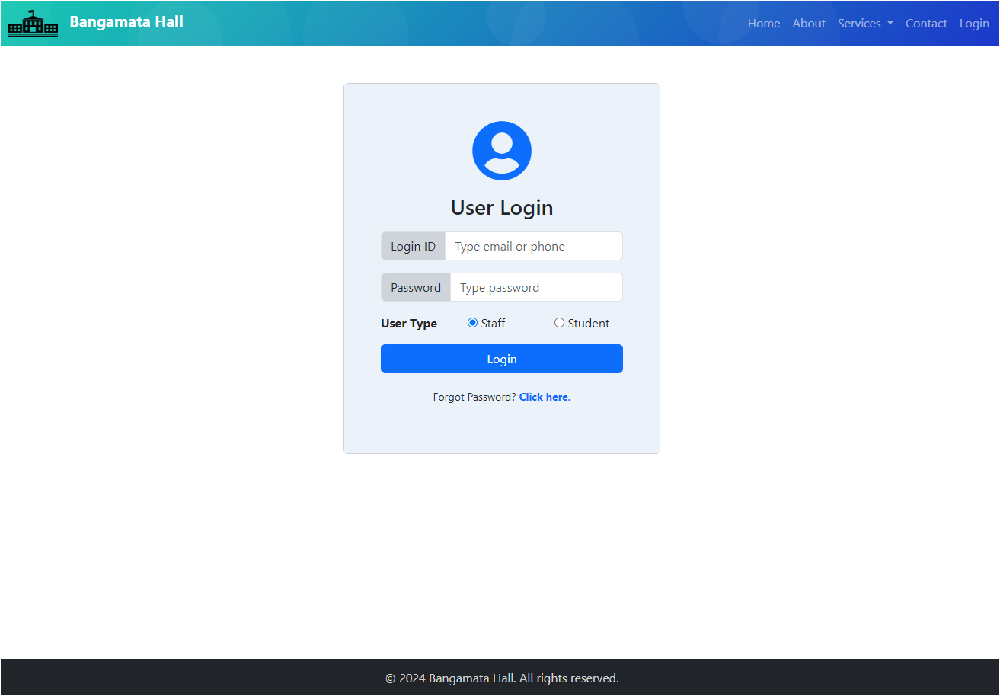 Bangamata Hall
Home About Services Contact Login
User Login
Login ID Type email or phone
Password Type password
User Type Staff Student
Login
Forgot Password? Click here.
© 2024 Bangamata Hall. All rights reserved.